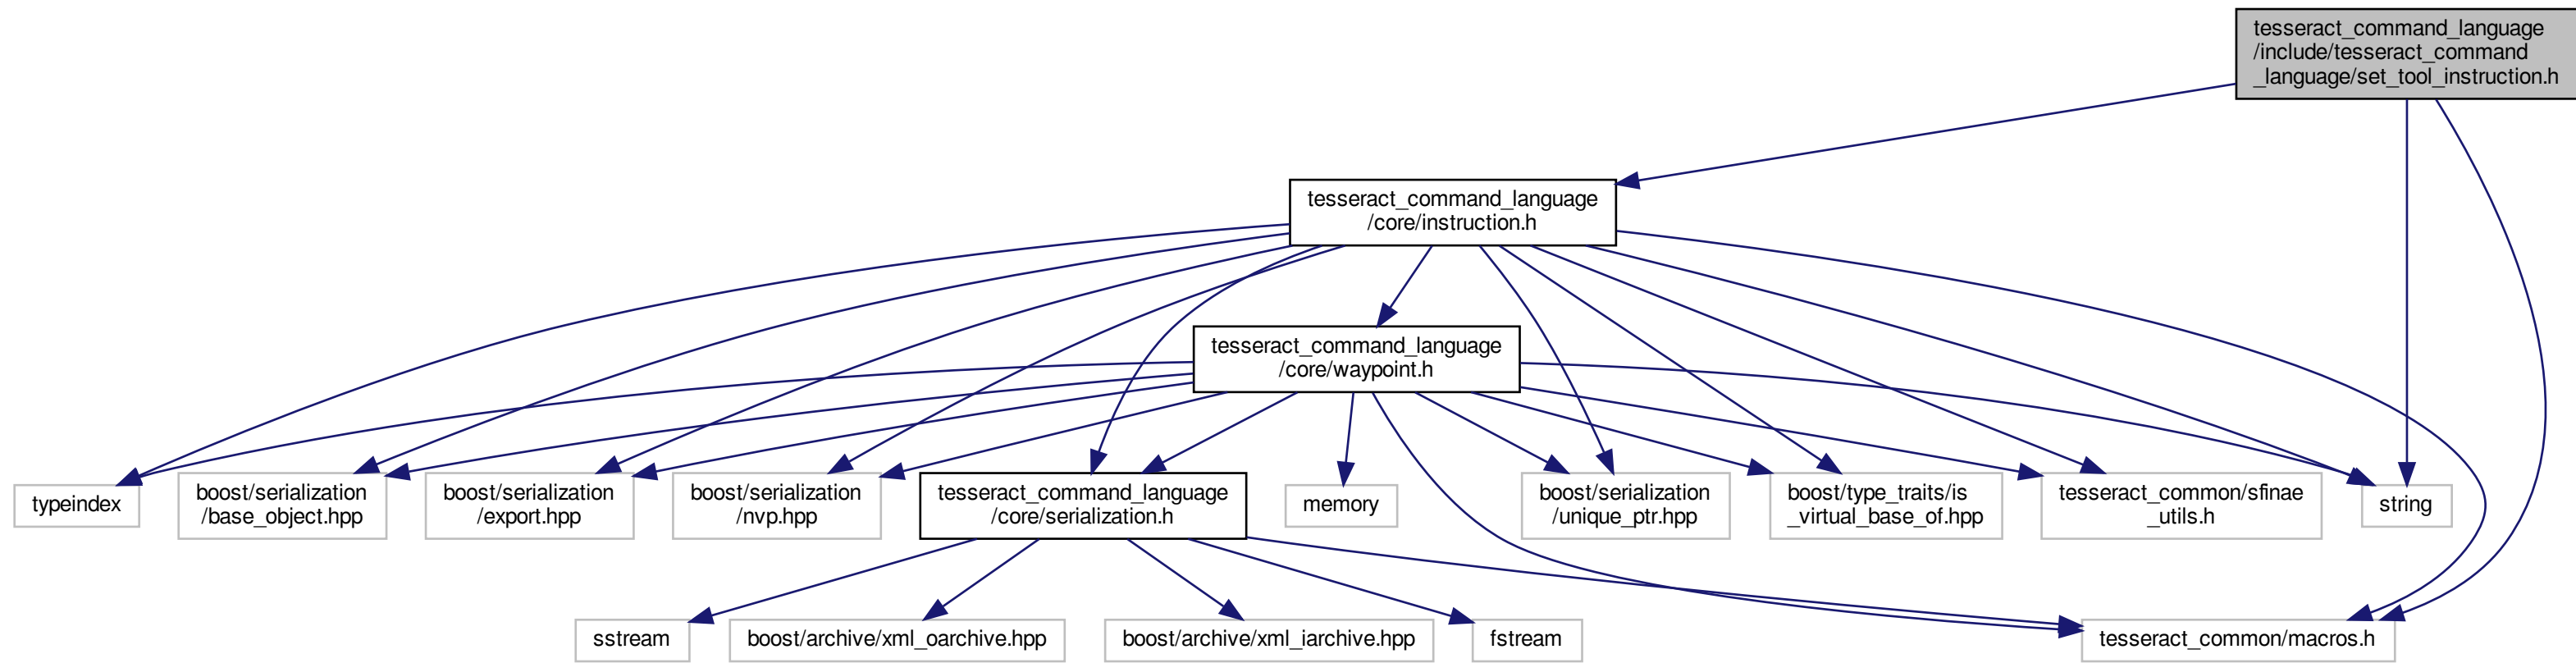 tesseract_command_language
/include/tesseract_command
_language/set_tool_instruction.h
tesseract_command_language
/core/instruction.h
tesseract_command_language
/core/waypoint.h
typeindex
boost/serialization
/base_object.hpp
boost/serialization
/export.hpp
boost/serialization
/nvp.hpp
tesseract_command_language
/core/serialization.h
memory
boost/serialization
/unique_ptr.hpp
boost/type_traits/is
_virtual_base_of.hpp
tesseract_common/sfinae
_utils.h
string
sstream
boost/archive/xml_oarchive.hpp
boost/archive/xml_iarchive.hpp
fstream
tesseract_common/macros.h